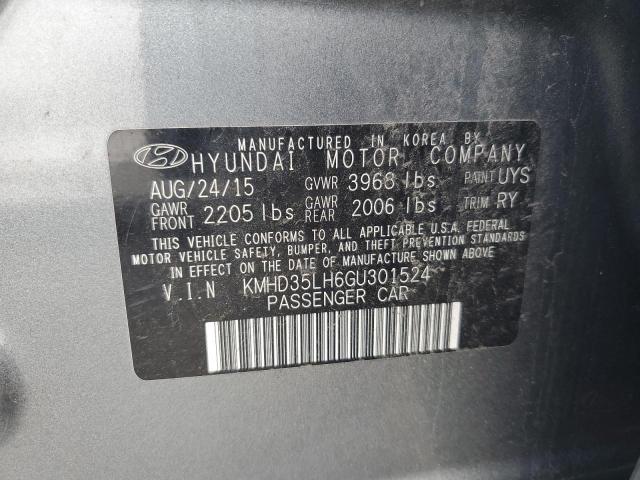 MANUFACTURED IN KOREA BY
HYUNDAI MOTOR COMPANY
AUG/24/15 GVWR 3968 lbs PAINT UYS
GAWR FRONT 2205 lbs GAWR REAR 2006 lbs TRIM RY
THIS VEHICLE CONFORMS TO ALL APPLICABLE U.S.A. FEDERAL
MOTOR VEHICLE SAFETY, BUMPER, AND THEFT PREVENTION STANDARDS
IN EFFECT ON THE DATE OF MANUFACTURE SHOWN ABOVE.
V.I.N KMHD35LH6GU301524
PASSENGER CAR